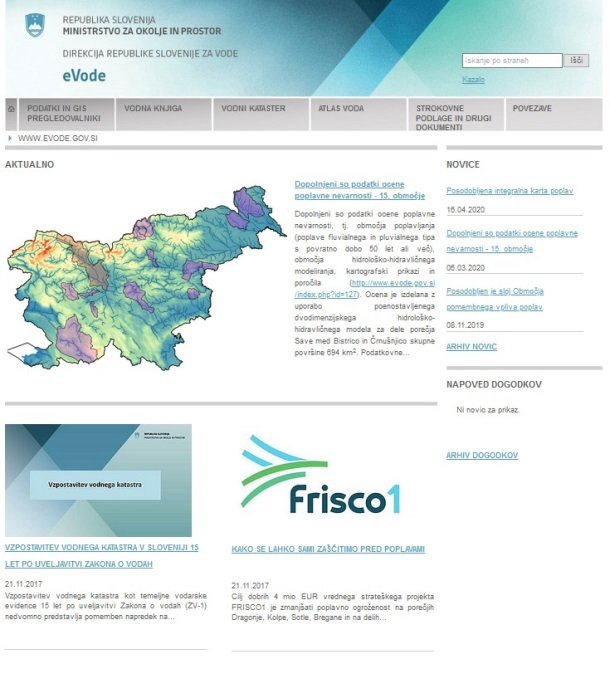 REPUBLIKA SLOVENIJA
MINISTRSTVO ZA OKOLJE IN PROSTOR
DIREKCIJA REPUBLIKE SLOVENIJE ZA VODE
eVode
Iskanje po straneh
Išči
Kazalo
PODATKI IN GIS
PREGLEDOVALNIKI
VODNA KNJIGA
VODNI KATASTER
ATLAS VODA
STROKOVNE
PODLAGE IN DRUGI
DOKUMENTI
POVEZAVE
WWW.EVODE.GOV.SI
AKTUALNO
Dopolnjeni so podatki ocene
poplavne nevarnosti - 15. območje
Dopolnjeni so podatki ocene poplavne
nevarnosti, tj. območja poplavljanja
(poplave fluvialnega in pluvialnega tipa
s povratno dobo 50 let ali več),
območja hidrološko-hidravličnega
modeliranja, kartografski prikazi in
poročila (http://www.evode.gov.si
/index.php?id=127). Ocena je izdelana z
uporabo poenostavljenega
dvodimenzijskega hidrološko-
hidravličnega modela za dele porečja
Save med Bistrico in Črnušnjico skupne
površine 694 km². Podatkovne...
NOVICE
Posodobljena integralna karta poplav
16.04.2020
Dopolnjeni so podatki ocene poplavne
nevarnosti - 15. območje
06.03.2020
Posodobljen je sloj Območja
pomembnega vpliva poplav
08.11.2019
ARHIV NOVIC
NAPOVED DOGODKOV
Ni novic za prikaz.
ARHIV DOGODKOV
Vzpostavitev vodnega katastra
VZPOSTAVITEV VODNEGA KATASTRA V SLOVENIJI 15
LET PO UVELJAVITVI ZAKONA O VODAH
21.11.2017
Vzpostavitev vodnega katastra kot temeljne vodarske
evidence 15 let po uveljavitvi Zakona o vodah (ZV-1)
nedvomno predstavlja pomemben napredek na...
Frisco1
KAKO SE LAHKO SAMI ZAŠČITIMO PRED POPLAVAMI
21.11.2017
Cilj dobrih 4 mio EUR vrednega strateškega projekta
FRISCO1 je zmanjšati poplavno ogroženost na porečjih
Dragonje, Kolpe, Sotle, Bregane in na delih...